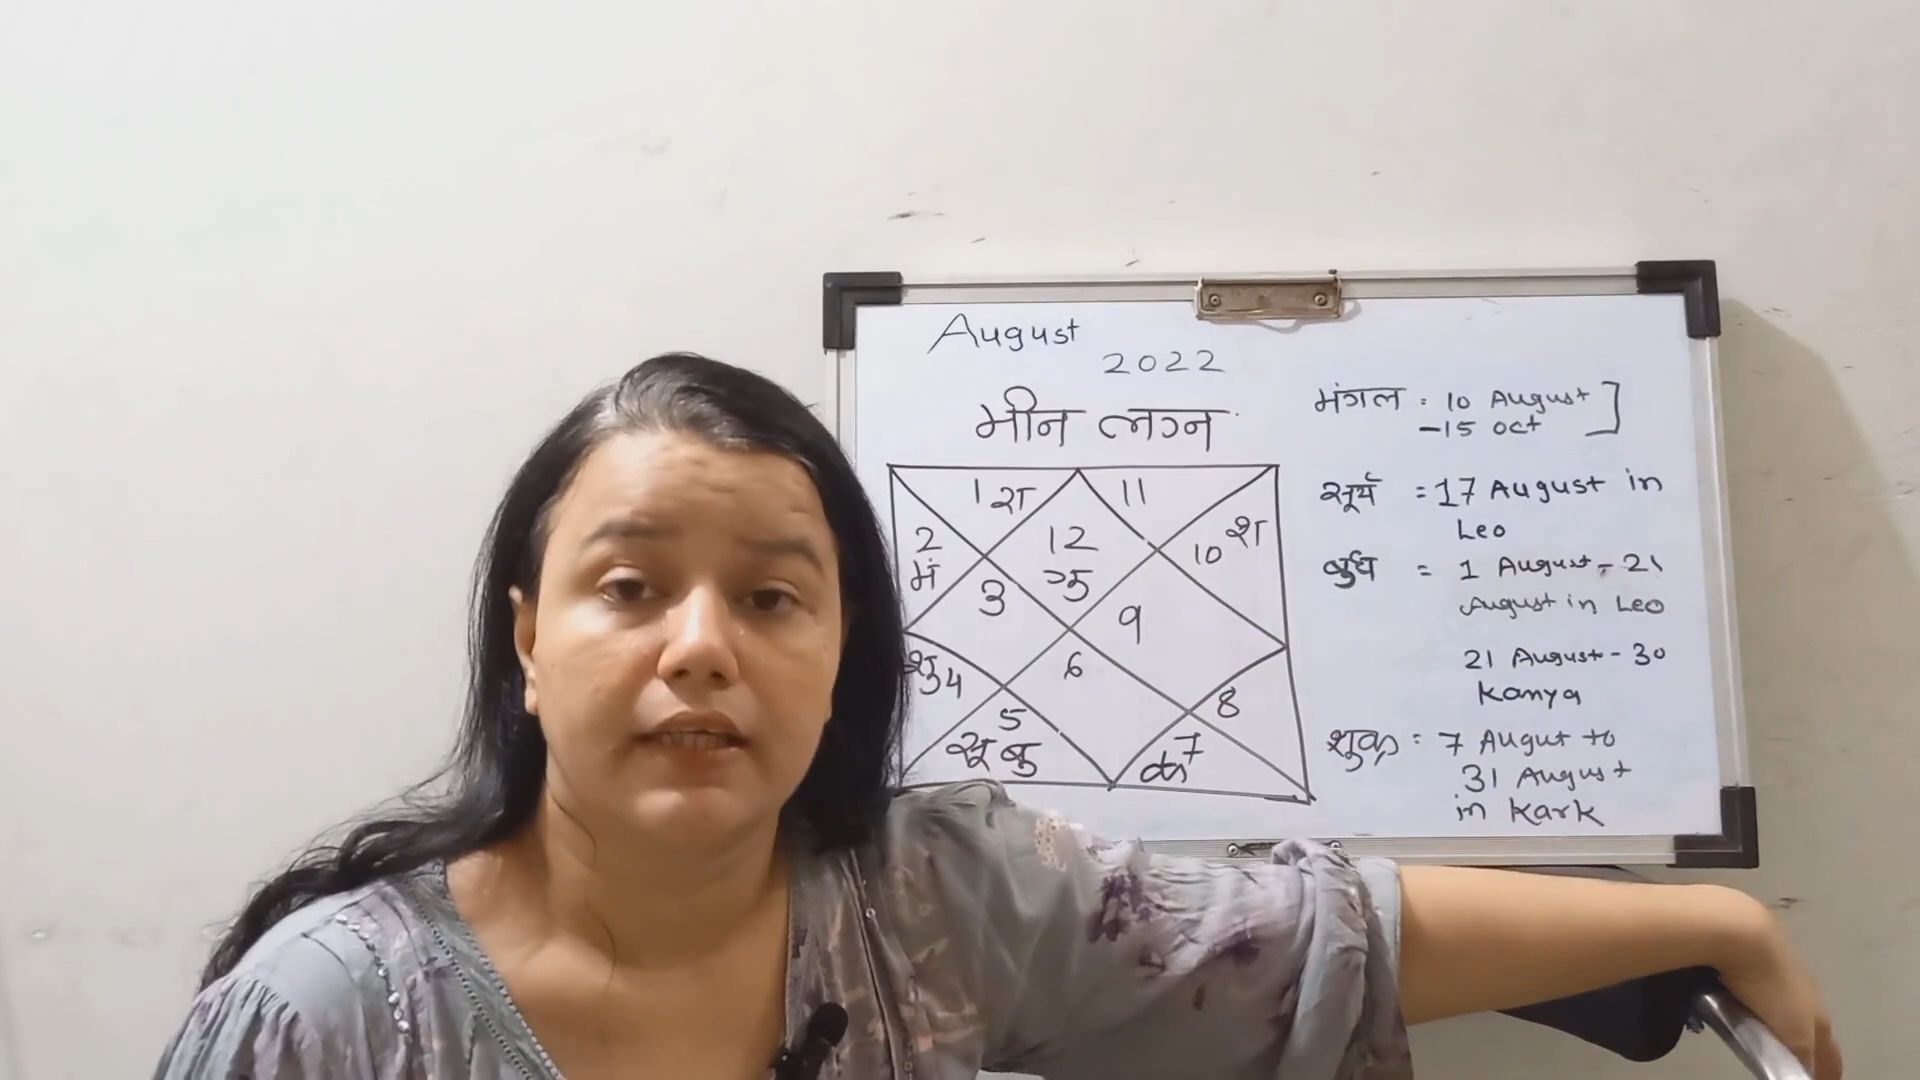 August
2022
मीन लग्न
1 रा
11
2
मं
12
गु
10 श
3
9
शु 4
6
8
5
सू बु
7
के
मंगल : 10 August
-15 oct
सूर्य = 17 August in
Leo
बुध = 1 August - 21
August in Leo
21 August - 30
Kanya
शुक्र : 7 Augut to
31 August
in Kark